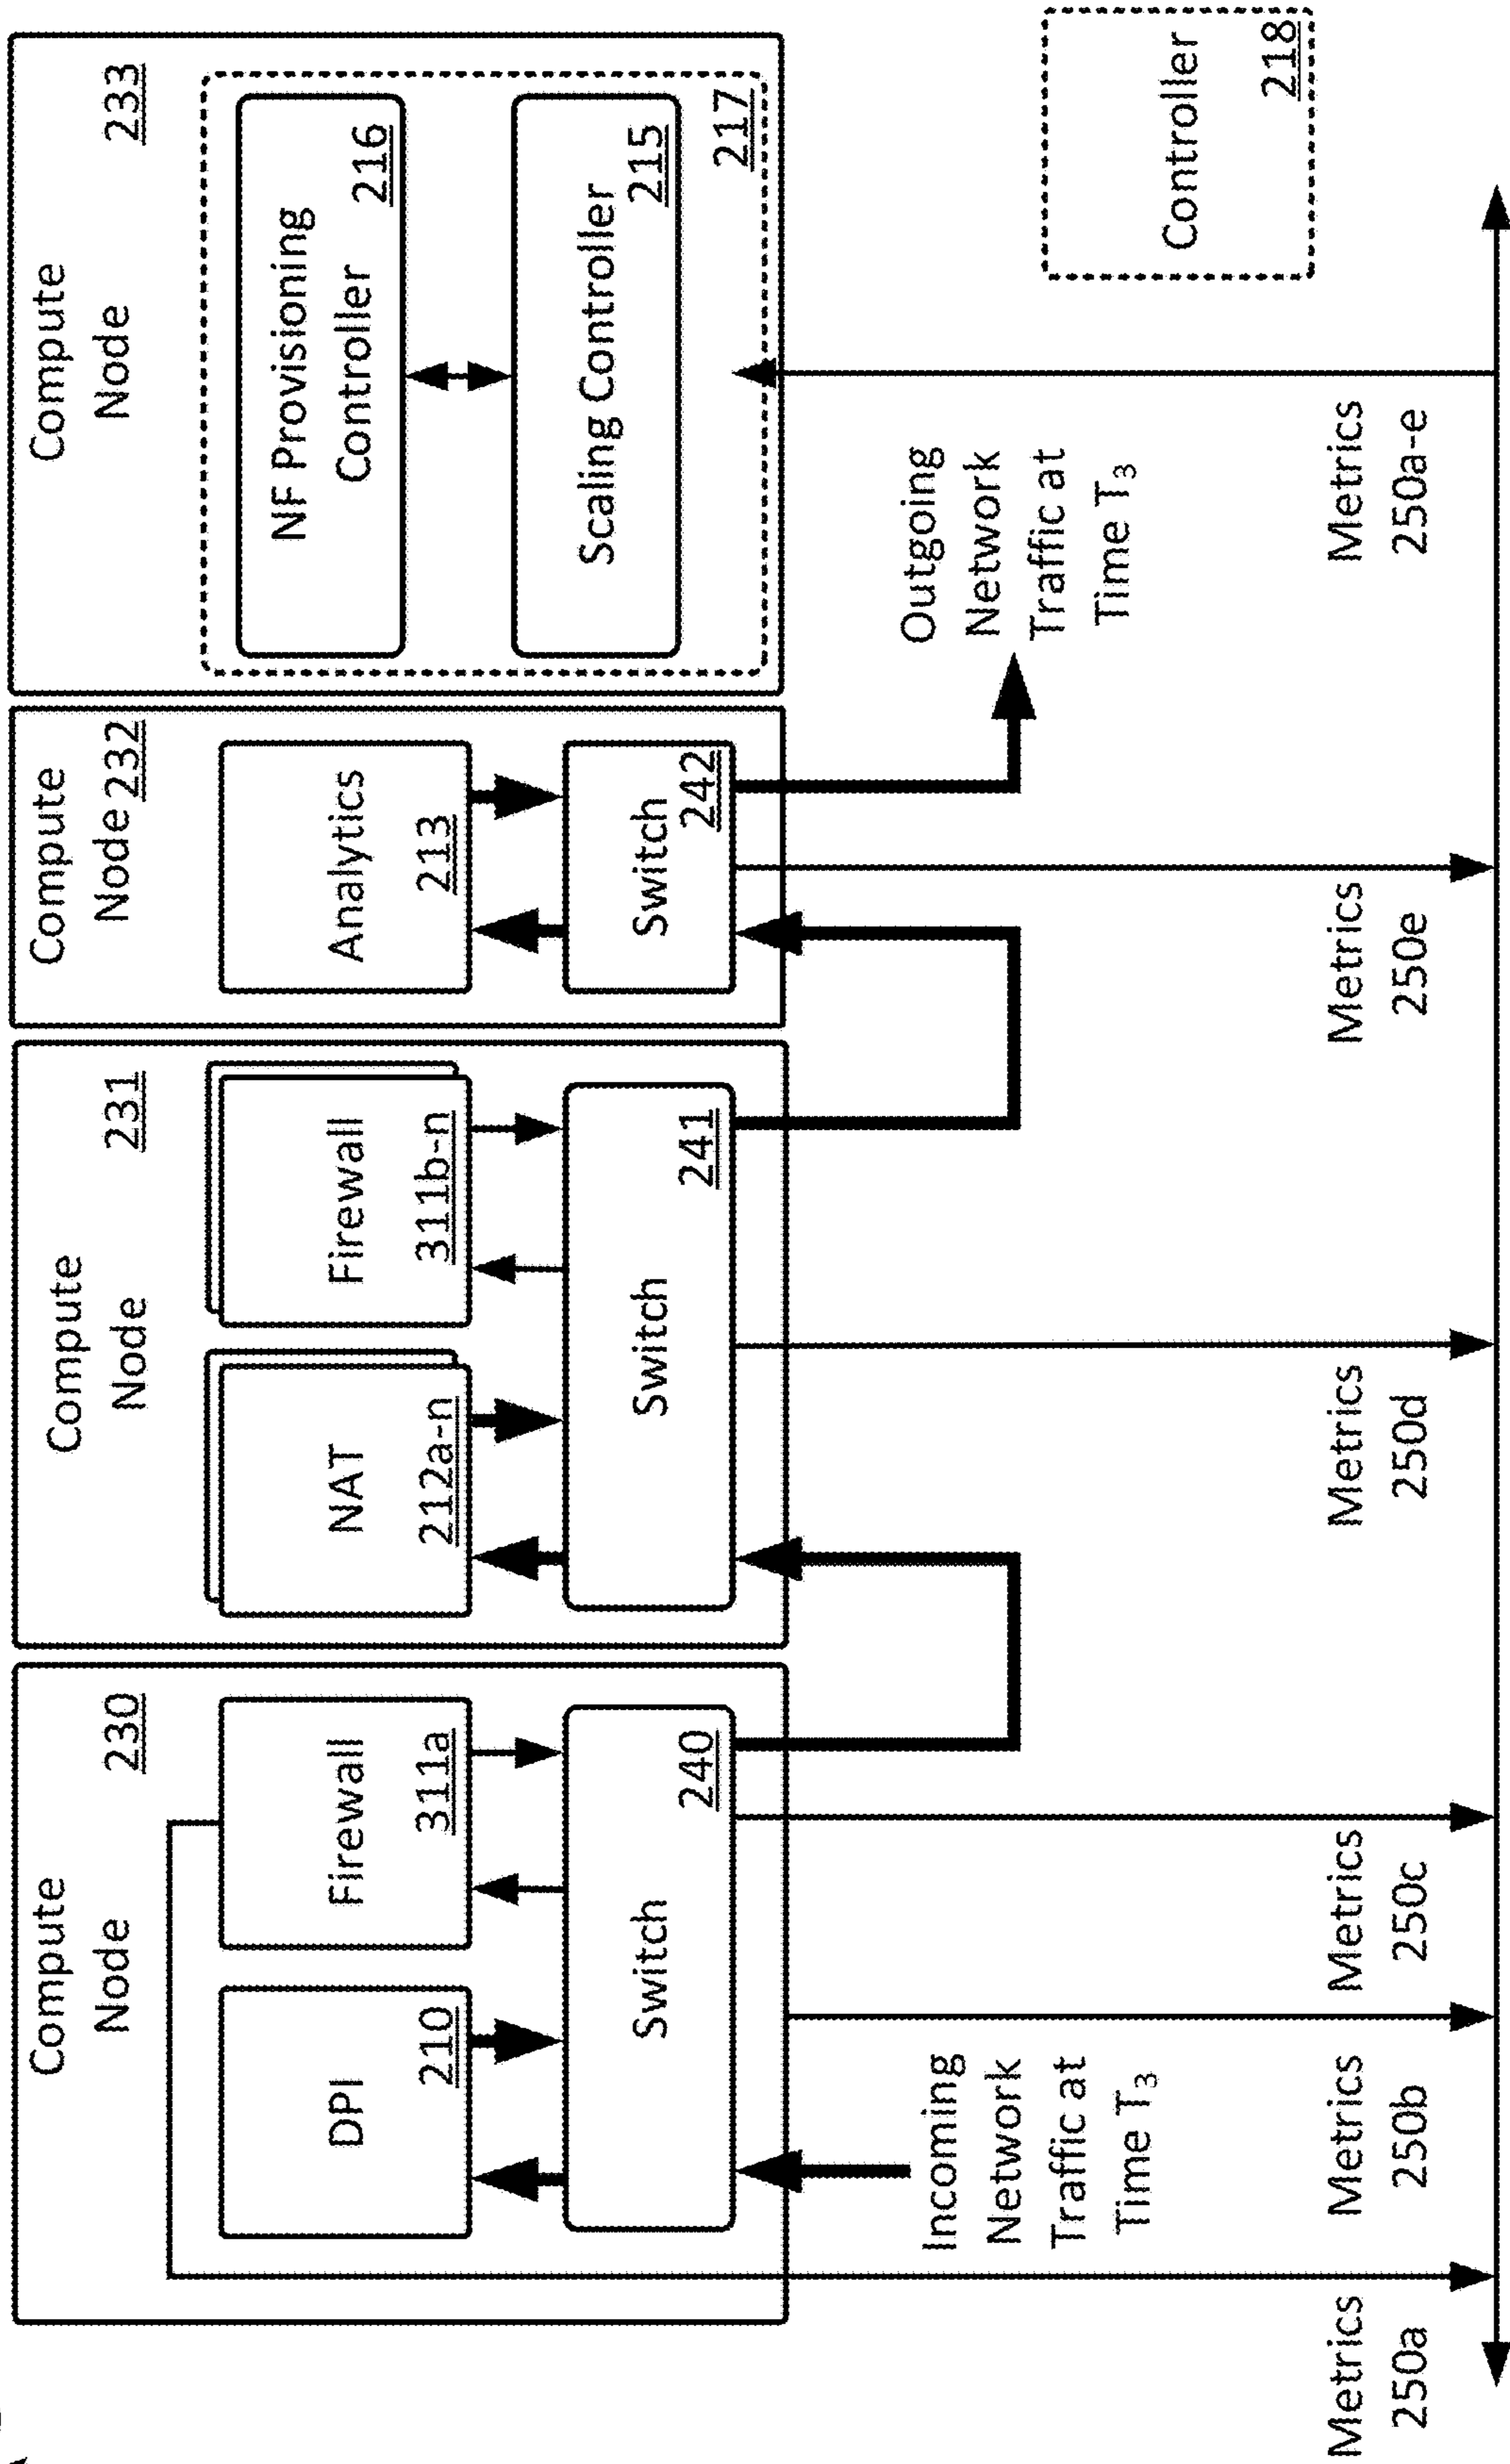 Compute
Node
230
DPI
210
Firewall
311a
Switch
240
Compute
Node
231
NAT
212a-n
Firewall
311b-n
Switch
241
Compute
Node 232
Analytics
213
Switch
242
Compute
Node
233
NF Provisioning
Controller
216
Scaling Controller
215
217
Incoming
Network
Traffic at
Time T3
Outgoing
Network
Traffic at
Time T3
Controller
218
Metrics
250a
Metrics
250b
Metrics
250c
Metrics
250d
Metrics
250e
Metrics
250a-e